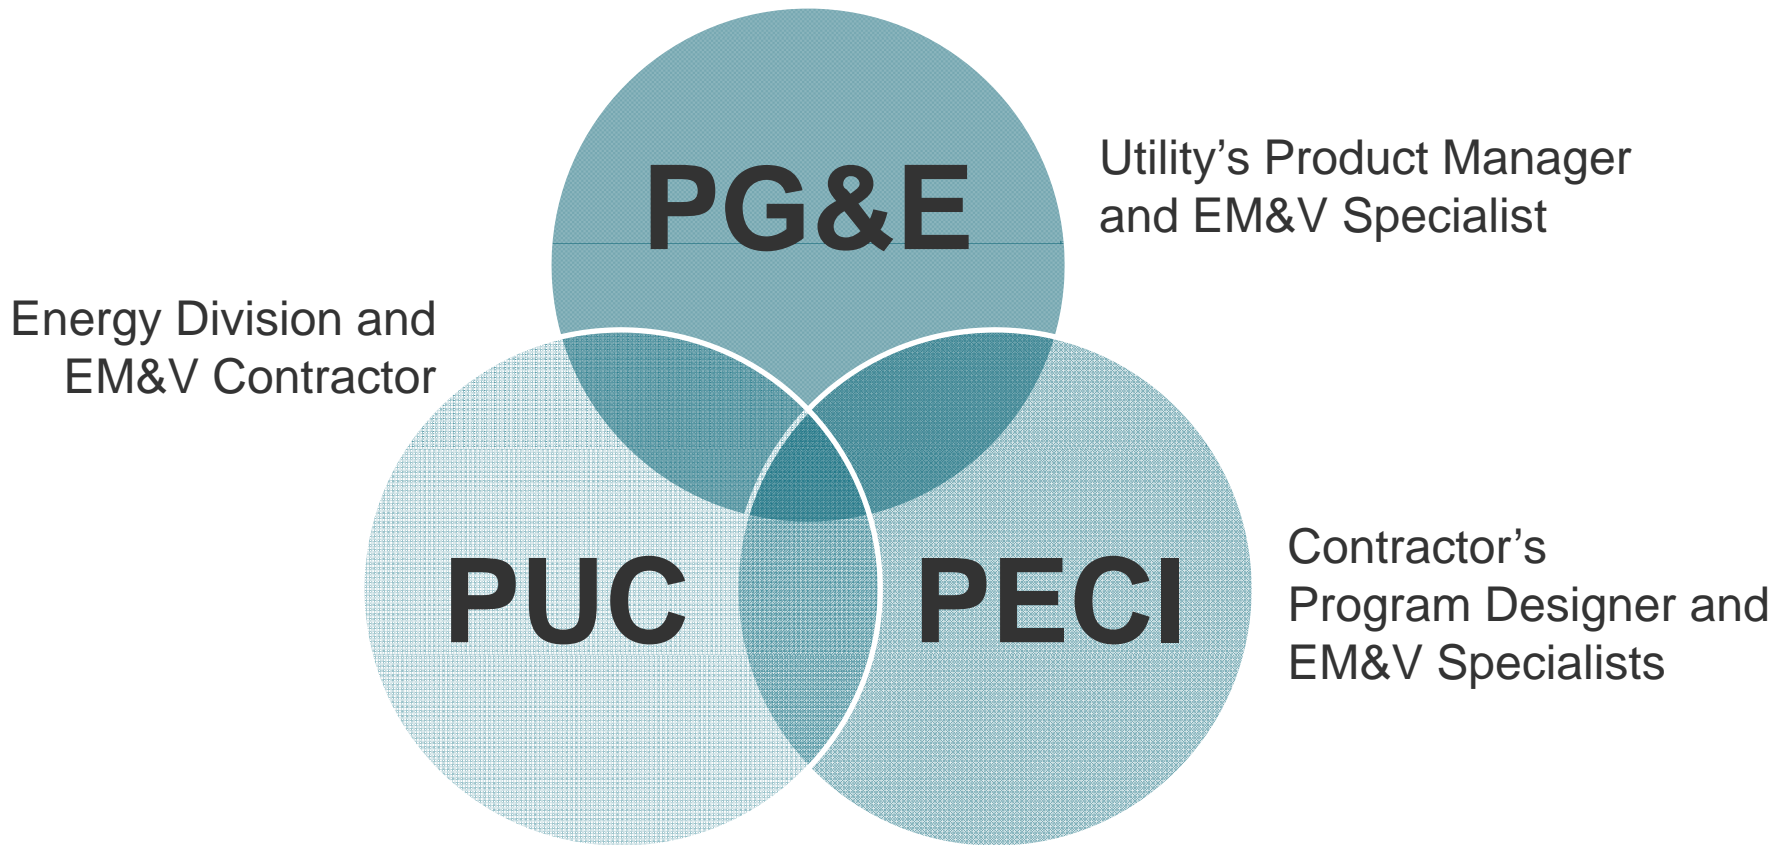 PG&E
Utility’s Product Manager
and EM&V Specialist
Energy Division and
EM&V Contractor
PUC
PECI
Contractor’s
Program Designer and
EM&V Specialists